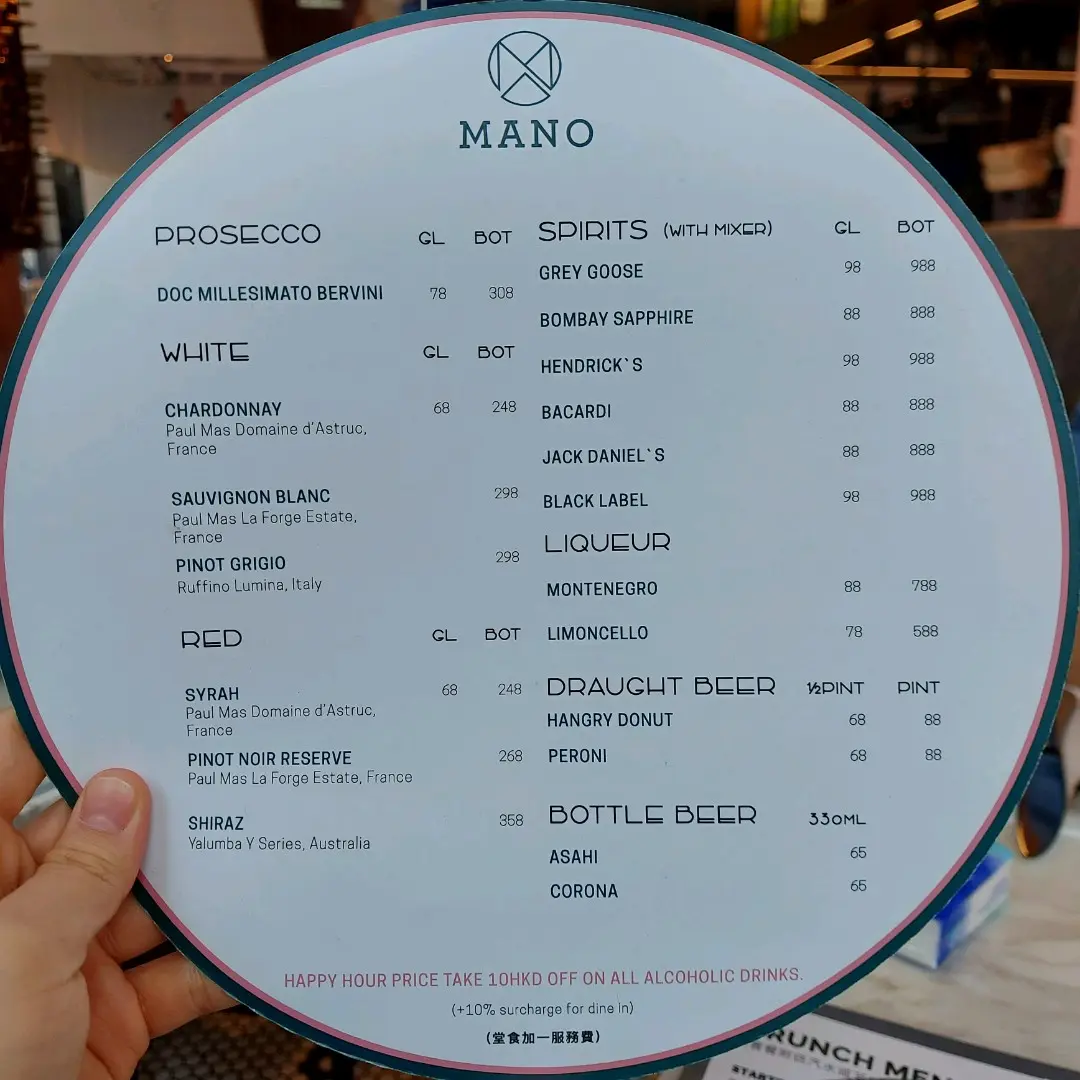 MANO
PROSECCO GL BOT
DOC MILLESIMATO BERVINI 78 308
WHITE GL BOT
CHARDONNAY 68 248
Paul Mas Domaine d'Astruc,
France
SAUVIGNON BLANC 298
Paul Mas La Forge Estate,
France
PINOT GRIGIO 298
Ruffino Lumina, Italy
RED GL BOT
SYRAH 68 248
Paul Mas Domaine d'Astruc,
France
PINOT NOIR RESERVE 268
Paul Mas La Forge Estate, France
SHIRAZ 358
Yalumba Y Series, Australia
SPIRITS (WITH MIXER) GL BOT
GREY GOOSE 98 988
BOMBAY SAPPHIRE 88 888
HENDRICK`S 98 988
BACARDI 88 888
JACK DANIEL`S 88 888
BLACK LABEL 98 988
LIQUEUR
MONTENEGRO 88 788
LIMONCELLO 78 588
DRAUGHT BEER ½PINT PINT
HANGRY DONUT 68 88
PERONI 68 88
BOTTLE BEER 330ML
ASAHI 65
CORONA 65
HAPPY HOUR PRICE TAKE 10HKD OFF ON ALL ALCOHOLIC DRINKS.
(+10% surcharge for dine in)
(堂食加一服務費)